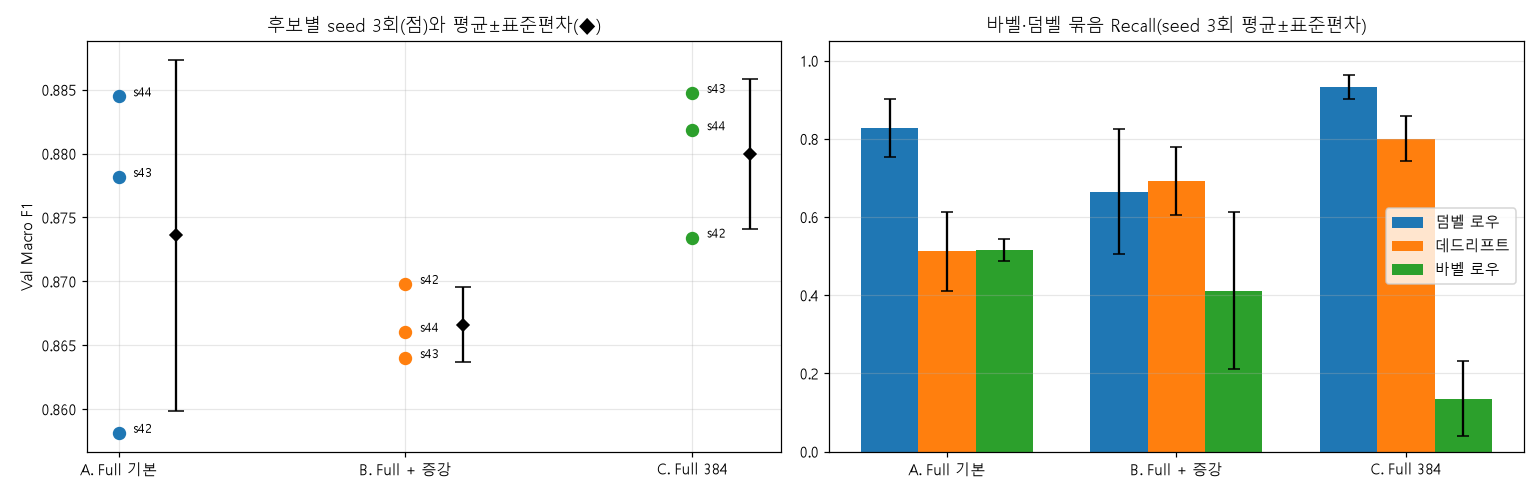 후보별 seed 3회(점)와 평균±표준편차(◆)
Val Macro F1
0.885
0.880
0.875
0.870
0.865
0.860
s44
s43
s42
s42
s44
s43
s43
s44
s42
A. Full 기본
B. Full + 증강
C. Full 384
바벨·덤벨 묶음 Recall(seed 3회 평균±표준편차)
1.0
0.8
0.6
0.4
0.2
0.0
덤벨 로우
데드리프트
바벨 로우
A. Full 기본
B. Full + 증강
C. Full 384